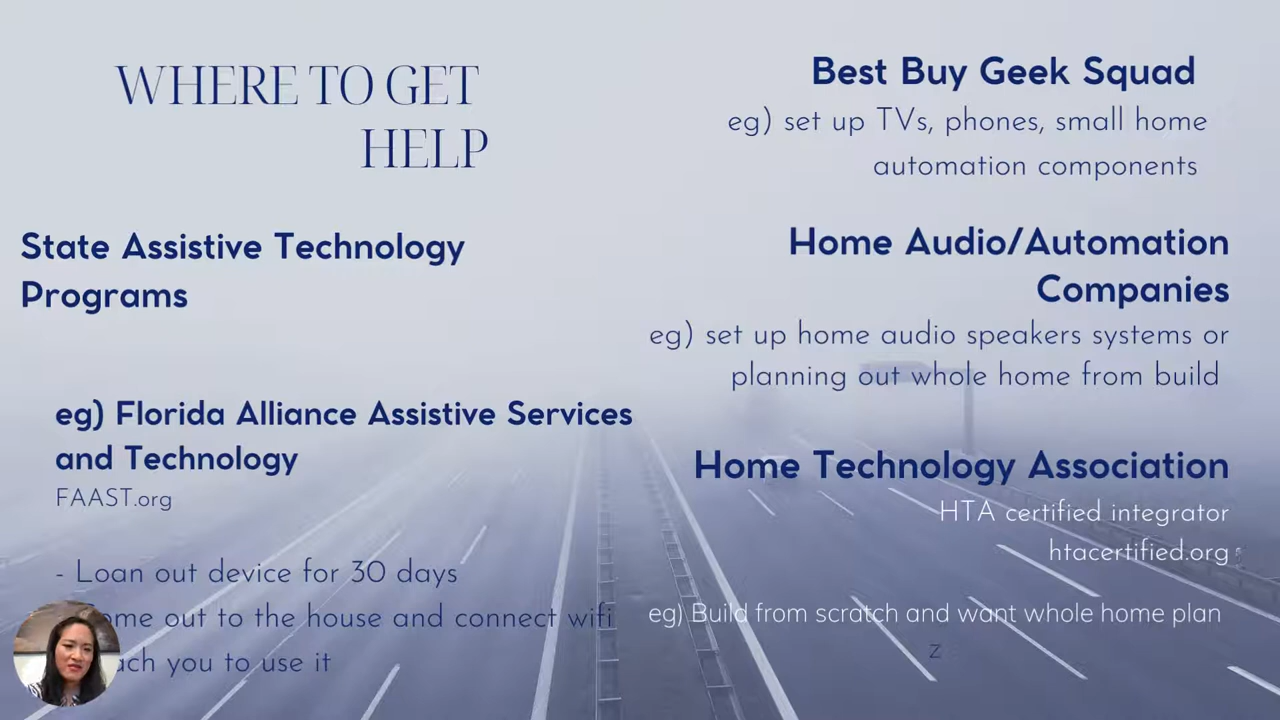 WHERE TO GET
HELP
State Assistive Technology
Programs
eg) Florida Alliance Assistive Services
and Technology
FAAST.org
- Loan out device for 30 days
ome out to the house and connect wifi
ach you to use it
Best Buy Geek Squad
eg) set up TVs, phones, small home
automation components
Home Audio/Automation
Companies
eg) set up home audio speakers systems or
planning out whole home from build
Home Technology Association
HTA certified integrator
htacertified.org
eg) Build from scratch and want whole home plan
z